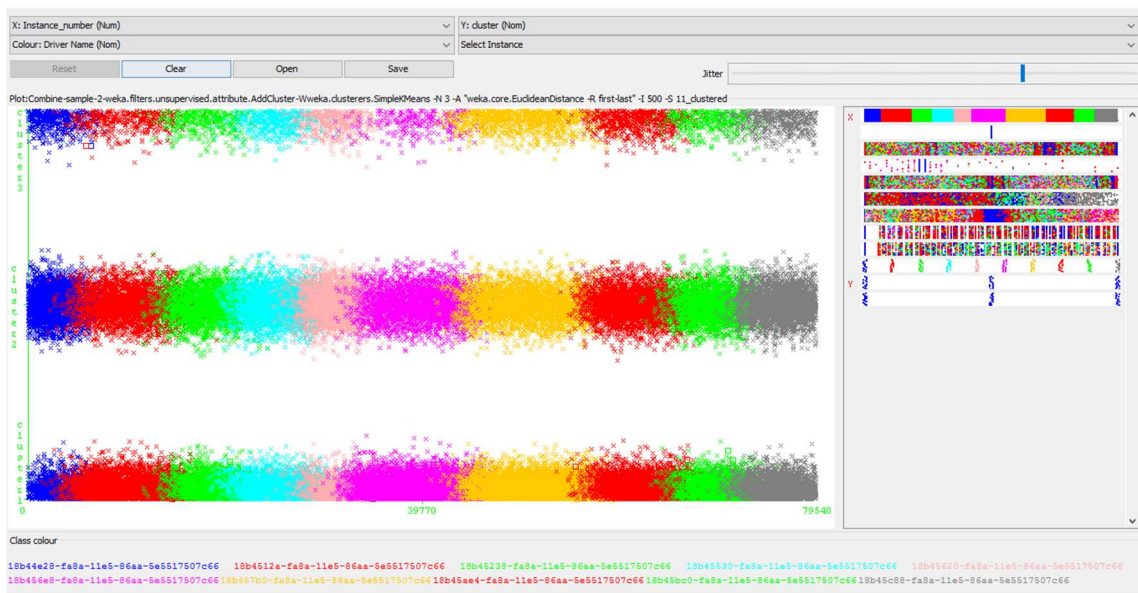 X: Instance_number (Num) Y: cluster (Nom)
Colour: Driver Name (Nom) Select Instance
Reset Clear Open Save Jitter
Plot:Combine-sample-2-weka.filters.unsupervised.attribute.AddCluster-Wweka.clusterers.SimpleKMeans -N 3 -A "weka.core.EuclideanDistance -R first-last" -I 500 -S 11_clustered
cluster3
cluster2
cluster1
0 39770 79540
X
Y
Class colour
18b44e28-fa8a-11e5-86aa-5e5517507c66 18b4512a-fa8a-11e5-86aa-5e5517507c66 18b45238-fa8a-11e5-86aa-5e5517507c66 18b45530-fa8a-11e5-86aa-5e5517507c66 18b45620-fa8a-11e5-86aa-5e5517507c66
18b456e8-fa8a-11e5-86aa-5e5517507c66 18b457b0-fa8a-11e5-86aa-5e5517507c66 18b45ae4-fa8a-11e5-86aa-5e5517507c66 18b45bc0-fa8a-11e5-86aa-5e5517507c66 18b45c88-fa8a-11e5-86aa-5e5517507c66